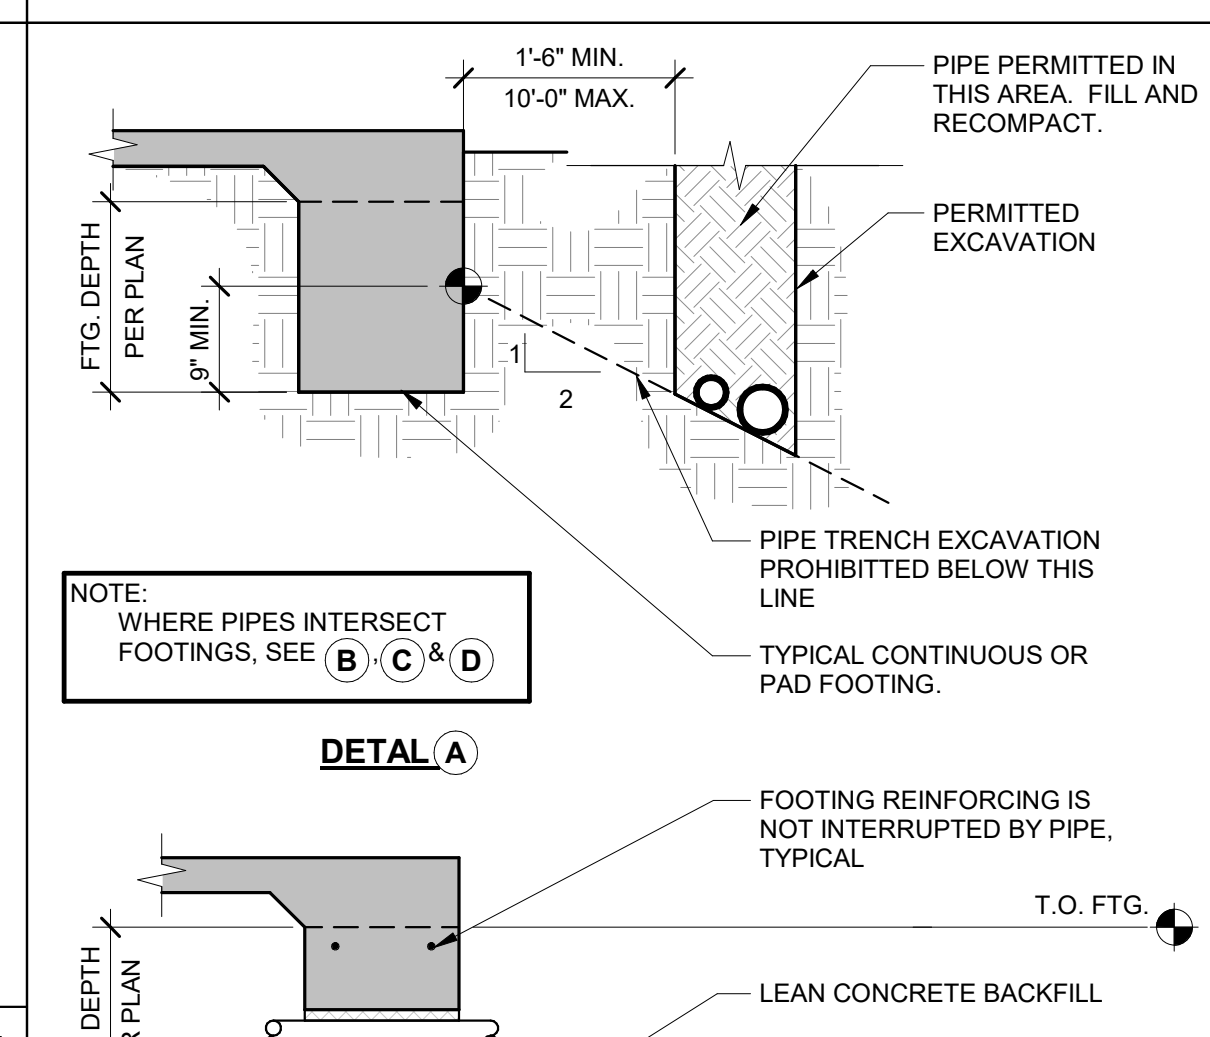 1'-6" MIN.
10'-0" MAX.
PIPE PERMITTED IN
THIS AREA. FILL AND
RECOMPACT.
PERMITTED
EXCAVATION
FTG. DEPTH
PER PLAN
9" MIN.
1
2
PIPE TRENCH EXCAVATION
PROHIBITTED BELOW THIS
LINE
NOTE:
WHERE PIPES INTERSECT
FOOTINGS, SEE B , C & D
TYPICAL CONTINUOUS OR
PAD FOOTING.
DETAL A
FOOTING REINFORCING IS
NOT INTERRUPTED BY PIPE,
TYPICAL
T.O. FTG.
DEPTH
R PLAN
LEAN CONCRETE BACKFILL